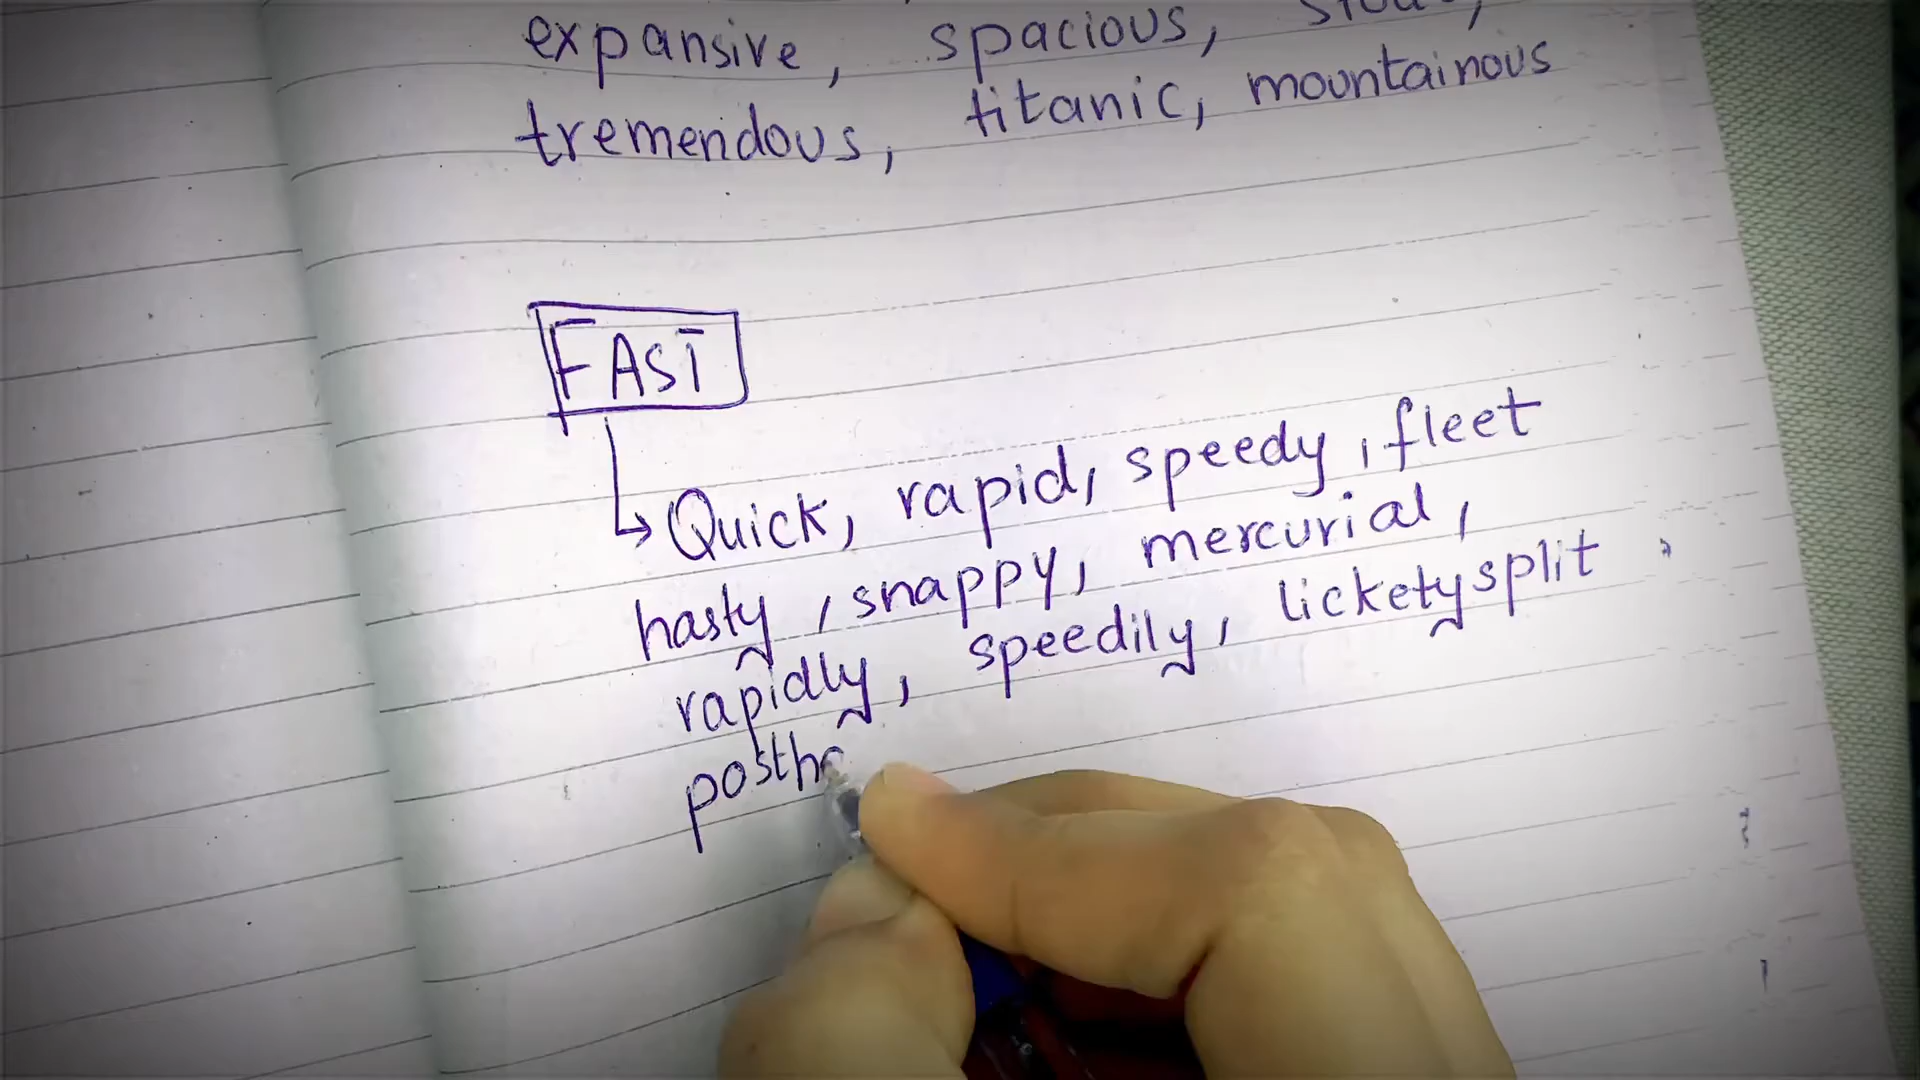 expansive, spacious,
tremendous, titanic, mountainous
FAST
Quick, rapid, speedy, fleet
hasty, snappy, mercurial,
rapidly, speedily, licketysplit